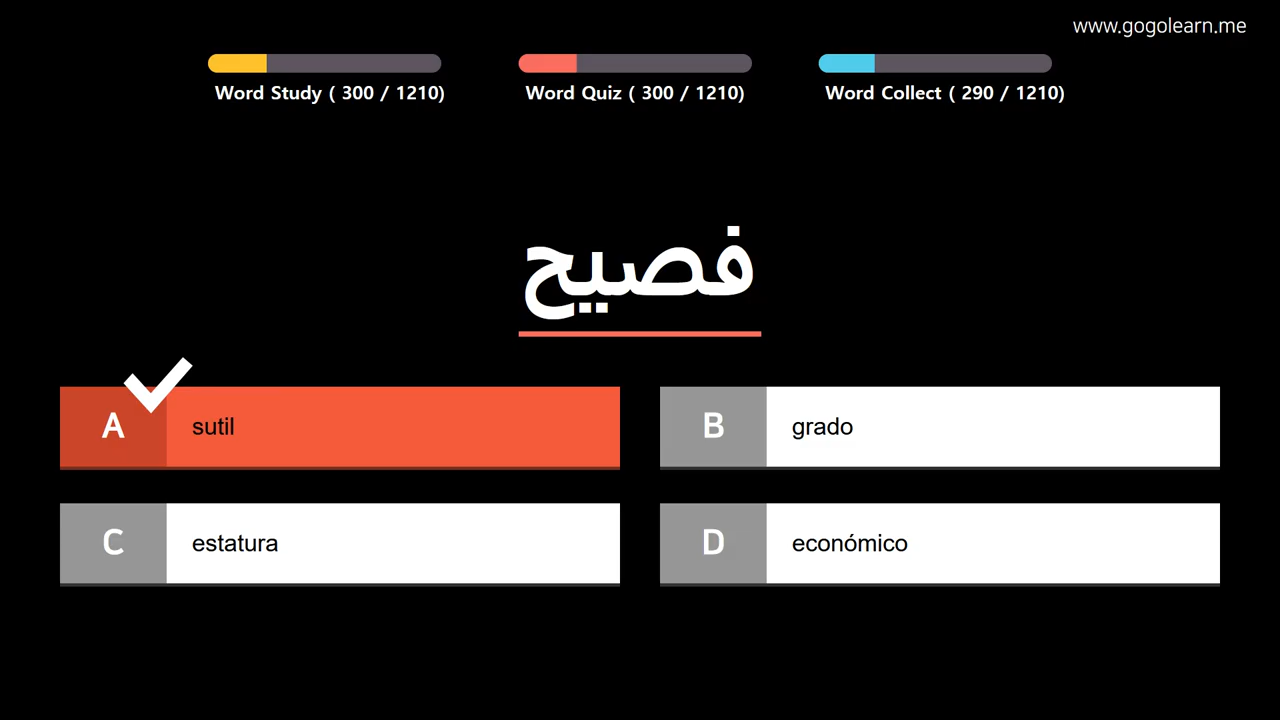 www.gogolearn.me
Word Study ( 300 / 1210)
Word Quiz ( 300 / 1210)
Word Collect ( 290 / 1210)
فصيح
A sutil
B grado
C estatura
D económico